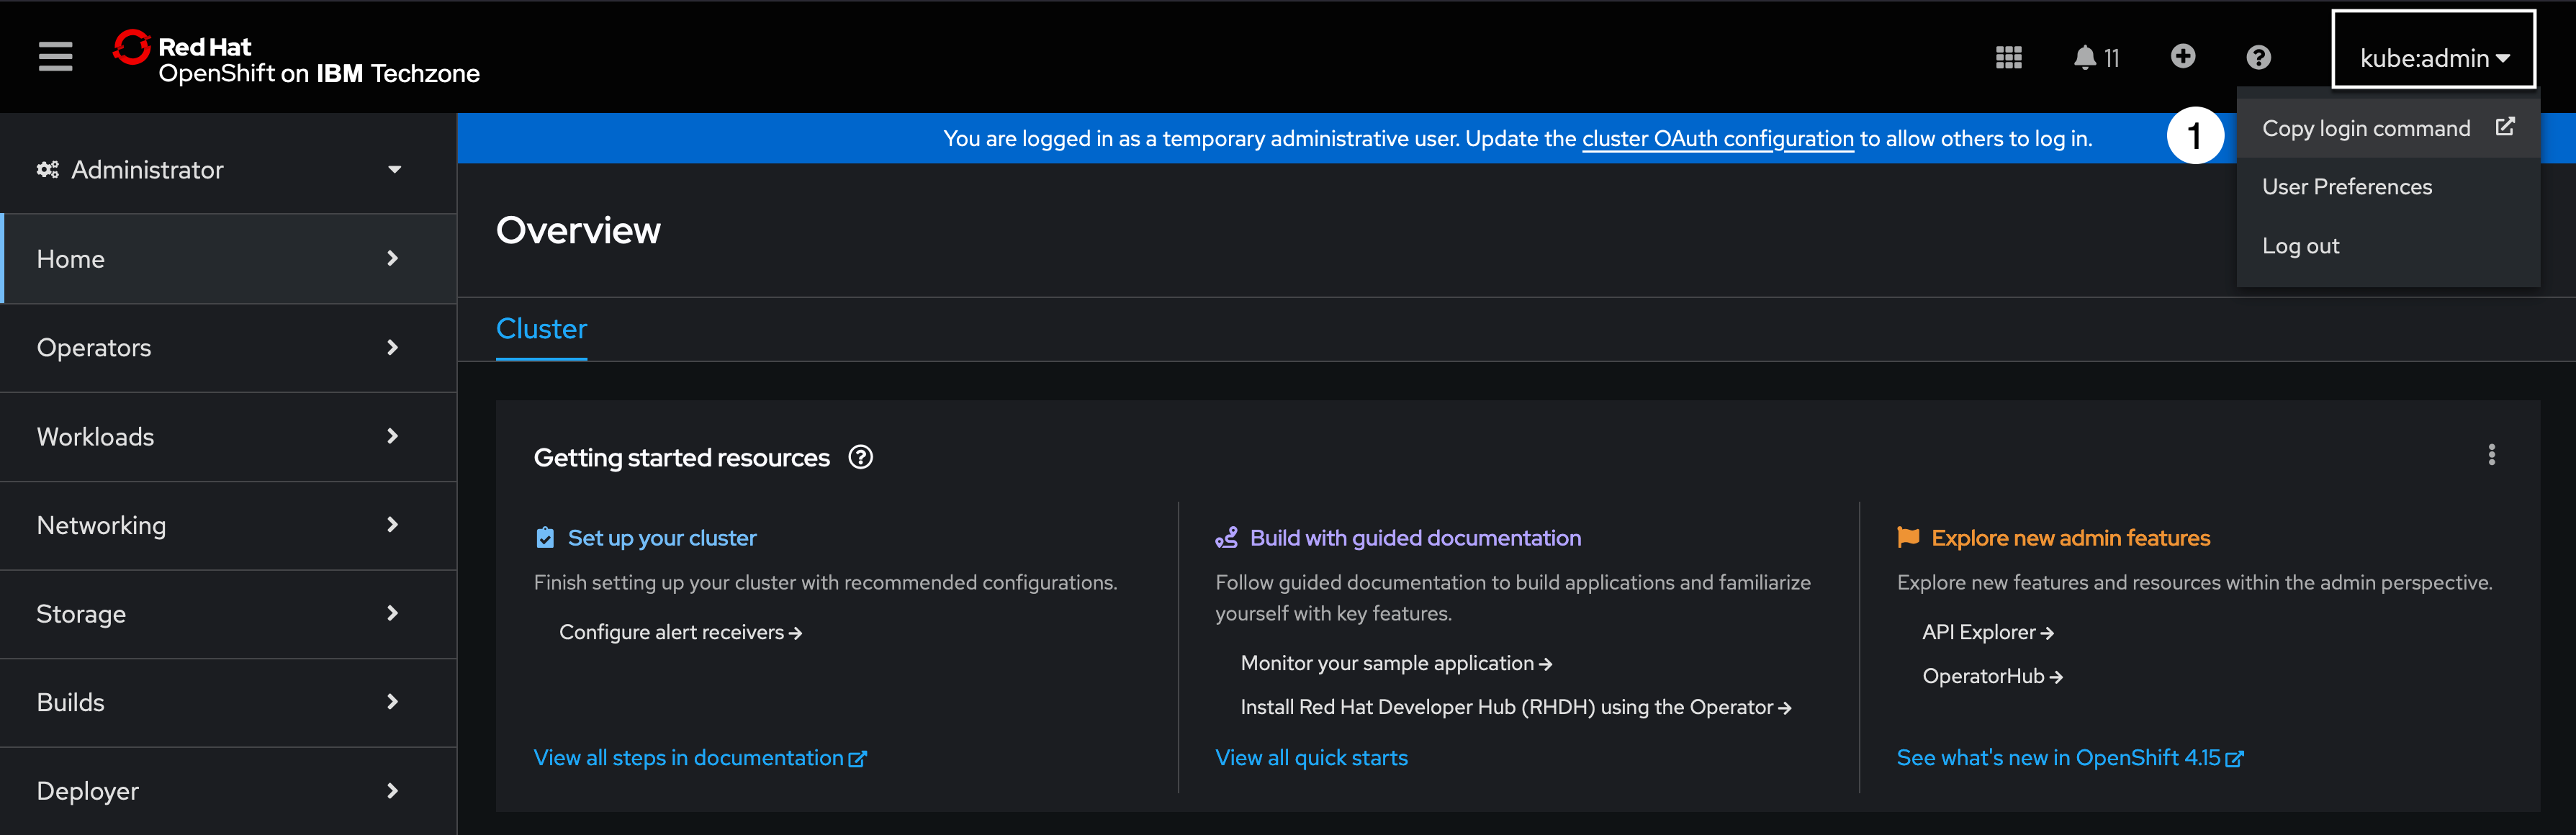 Red Hat
OpenShift on IBM Techzone
11
kube:admin
1
Copy login command
User Preferences
Log out
You are logged in as a temporary administrative user. Update the cluster OAuth configuration to allow others to log in.
Administrator
Home
Operators
Workloads
Networking
Storage
Builds
Deployer
Overview
Cluster
Getting started resources
Set up your cluster
Finish setting up your cluster with recommended configurations.
Configure alert receivers
View all steps in documentation
Build with guided documentation
Follow guided documentation to build applications and familiarize
yourself with key features.
Monitor your sample application
Install Red Hat Developer Hub (RHDH) using the Operator
View all quick starts
Explore new admin features
Explore new features and resources within the admin perspective.
API Explorer
OperatorHub
See what's new in OpenShift 4.15